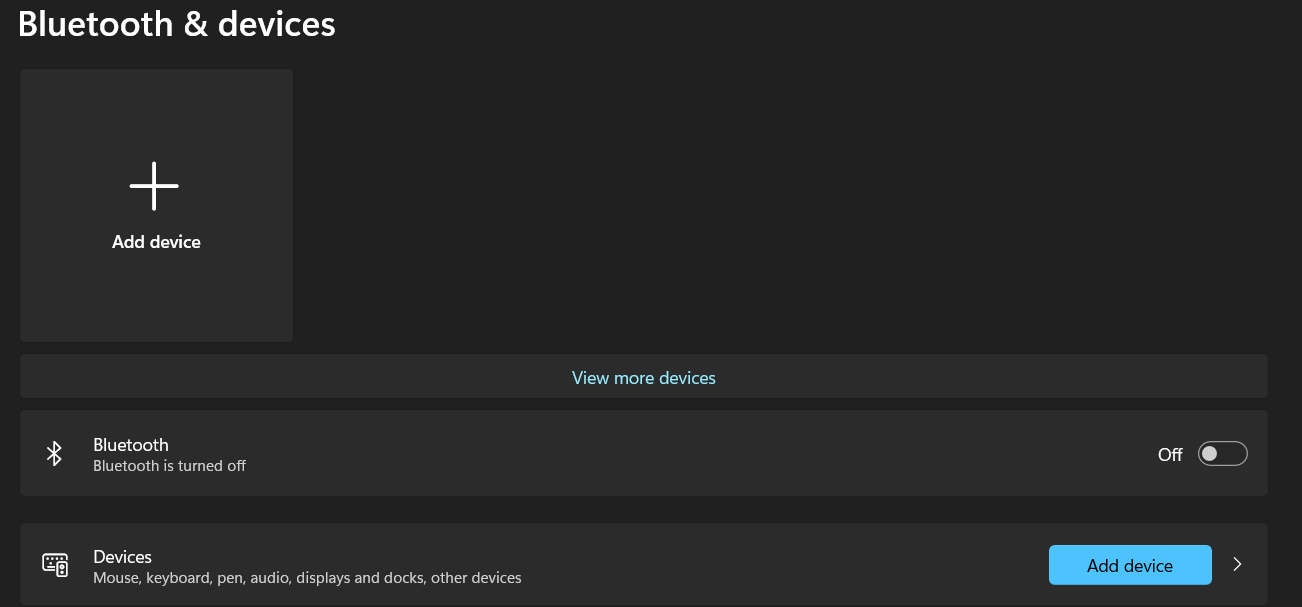 Bluetooth & devices
Add device
View more devices
Bluetooth
Bluetooth is turned off
Off
Devices
Mouse, keyboard, pen, audio, displays and docks, other devices
Add device